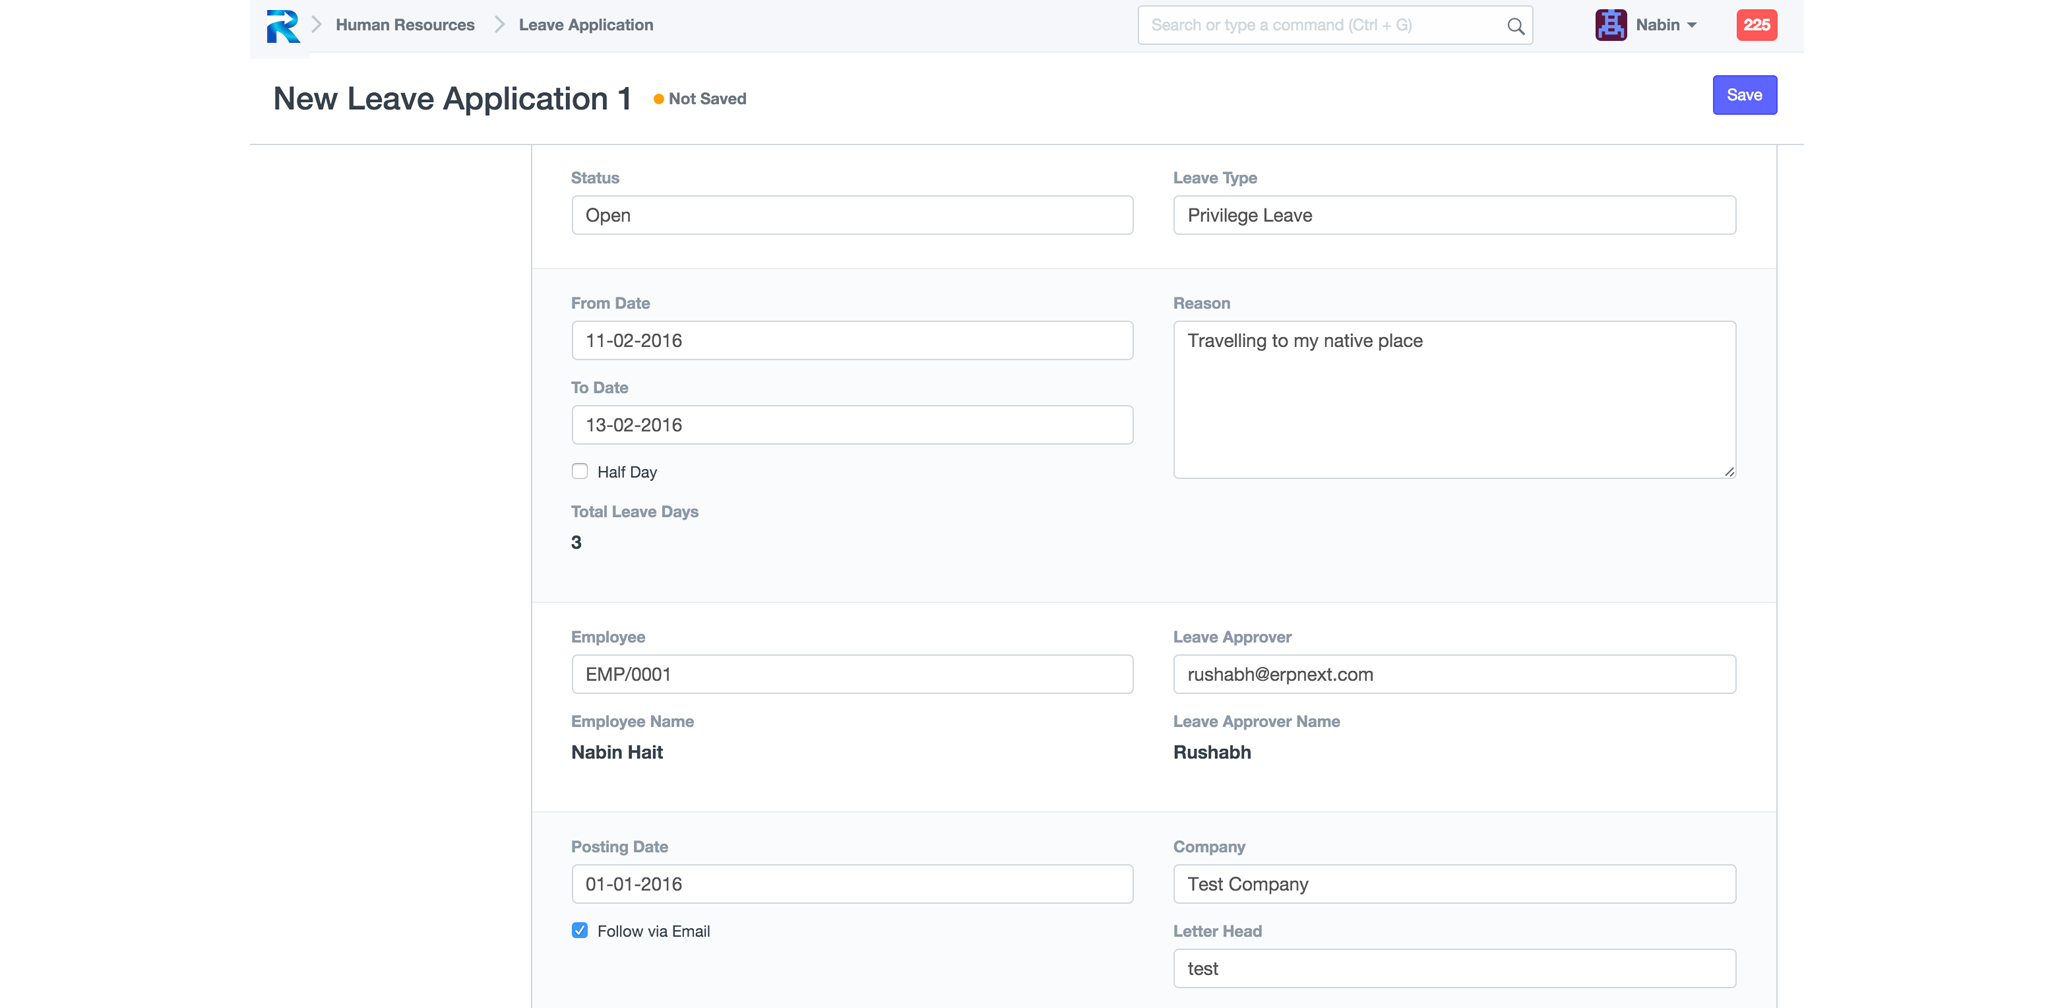 Human Resources
Leave Application
Search or type a command (Ctrl + G)
Nabin
225
New Leave Application 1
Not Saved
Save
Status
Open
Leave Type
Privilege Leave
From Date
11-02-2016
To Date
13-02-2016
Half Day
Total Leave Days
3
Reason
Travelling to my native place
Employee
EMP/0001
Employee Name
Nabin Hait
Leave Approver
rushabh@erpnext.com
Leave Approver Name
Rushabh
Posting Date
01-01-2016
Follow via Email
Company
Test Company
Letter Head
test